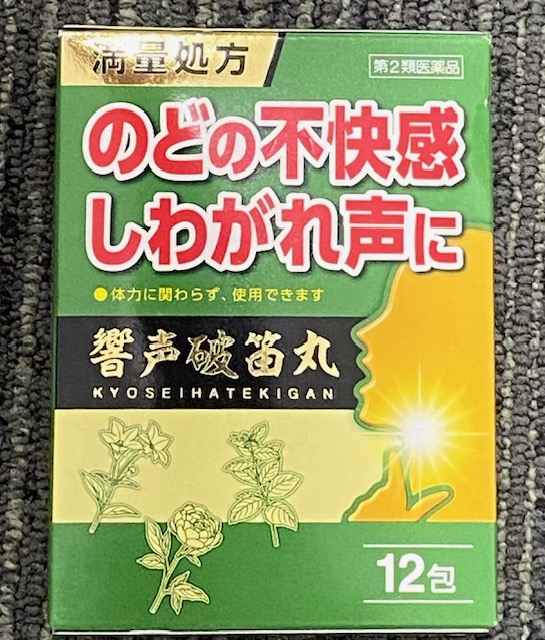 満量処方
第2類医薬品
のどの不快感
しわがれ声に
●体力に関わらず、使用できます
響声破笛丸
KYOSEIHATEKIGAN
12包